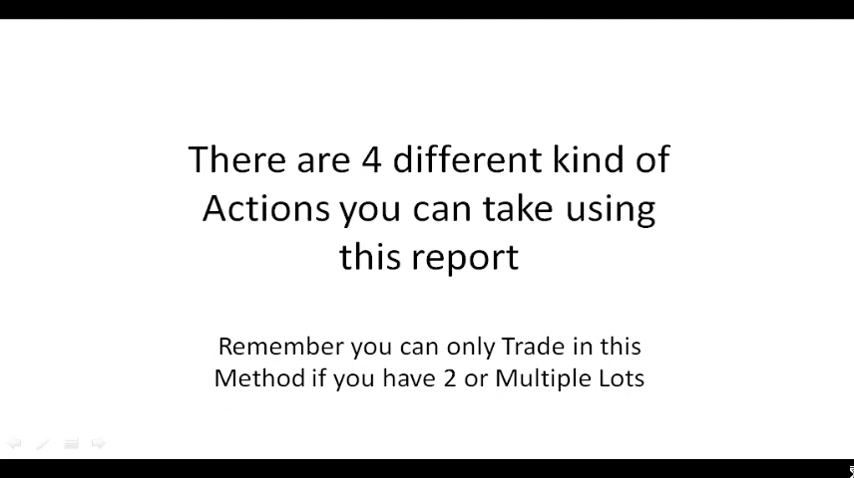 There are 4 different kind of
Actions you can take using
this report
Remember you can only Trade in this
Method if you have 2 or Multiple Lots